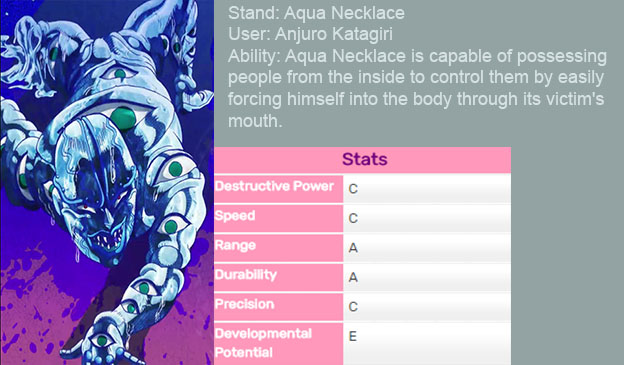 Stand: Aqua Necklace
User: Anjuro Katagiri
Ability: Aqua Necklace is capable of possessing
people from the inside to control them by easily
forcing himself into the body through its victim's
mouth.
Stats
Destructive Power C
Speed C
Range A
Durability A
Precision C
Developmental
Potential E